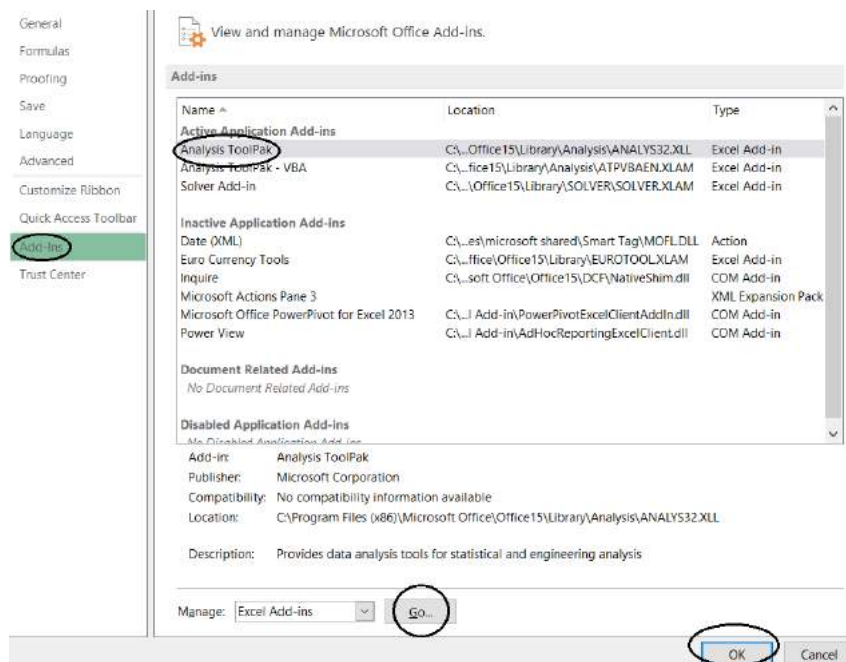 General
Formulas
Proofing
Save
Language
Advanced
Customize Ribbon
Quick Access Toolbar
Add-Ins
Trust Center
View and manage Microsoft Office Add-ins.
Add-ins
Name Location Type
Active Application Add-ins
Analysis ToolPak C:\...Office15\Library\Analysis\ANALYS32.XLL Excel Add-in
Analysis ToolPak - VBA C:\...fice15\Library\Analysis\ATPVBAEN.XLAM Excel Add-in
Solver Add-in C:\...\Office15\Library\SOLVER\SOLVER.XLAM Excel Add-in
Inactive Application Add-ins
Date (XML) C:\...es\microsoft shared\Smart Tag\MOFL.DLL Action
Euro Currency Tools C:\...ffice\Office15\Library\EUROTOOL.XLAM Excel Add-in
Inquire C:\...soft Office\Office15\DCF\NativeShim.dll COM Add-in
Microsoft Actions Pane 3 XML Expansion Pack
Microsoft Office PowerPivot for Excel 2013 C:\...l Add-in\PowerPivotExcelClientAddIn.dll COM Add-in
Power View C:\...l Add-in\AdHocReportingExcelClient.dll COM Add-in
Document Related Add-ins
No Document Related Add-ins
Disabled Application Add-ins
No Disabled Application Add-ins
Add-in: Analysis ToolPak
Publisher: Microsoft Corporation
Compatibility: No compatibility information available
Location: C:\Program Files (x86)\Microsoft Office\Office15\Library\Analysis\ANALYS32.XLL
Description: Provides data analysis tools for statistical and engineering analysis
Manage: Excel Add-ins Go...
OK Cancel